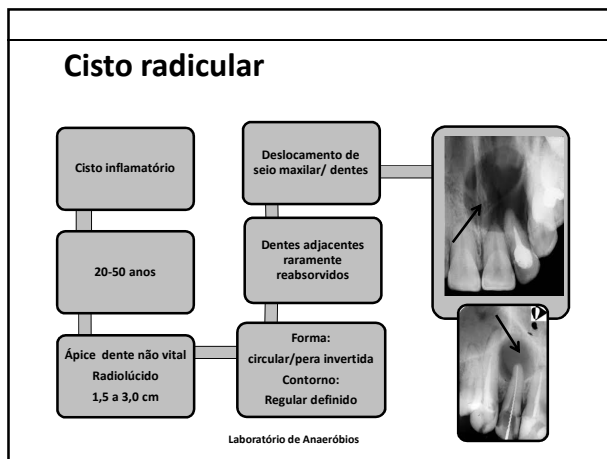 Cisto radicular
Cisto inflamatório
20-50 anos
Ápice dente não vital
Radiolúcido
1,5 a 3,0 cm
Forma:
circular/pera invertida
Contorno:
Regular definido
Dentes adjacentes
raramente
reabsorvidos
Deslocamento de
seio maxilar/ dentes
Laboratório de Anaeróbios